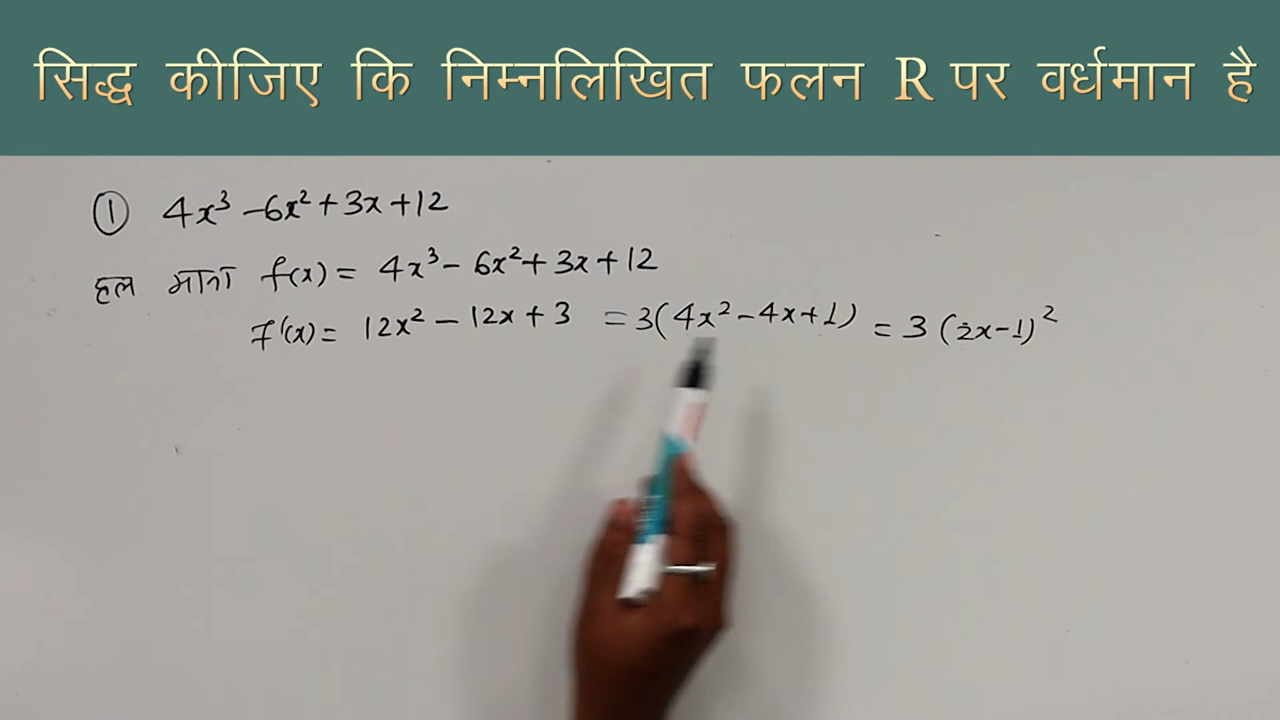 सिद्ध कीजिए कि निम्नलिखित फलन R पर वर्धमान है
① 4x³ -6x² + 3x +12
हल माना f(x) = 4x³ - 6x² + 3x + 12
f'(x) = 12x² - 12x + 3 = 3(4x² - 4x + 1) = 3(2x-1)²